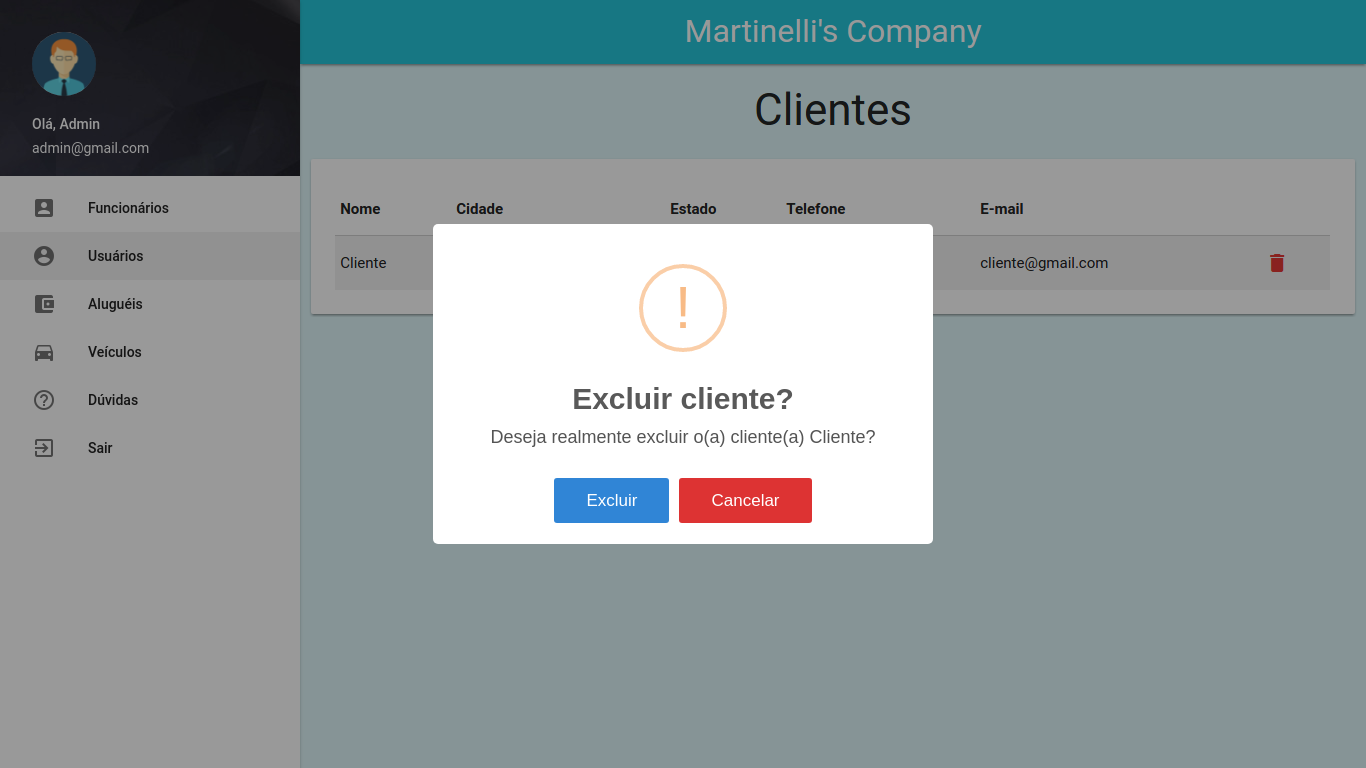 Martinelli's Company
Olá, Admin
admin@gmail.com
Funcionários
Usuários
Aluguéis
Veículos
Dúvidas
Sair
Clientes
Nome Cidade Estado Telefone E-mail
Cliente cliente@gmail.com
!
Excluir cliente?
Deseja realmente excluir o(a) cliente(a) Cliente?
Excluir Cancelar